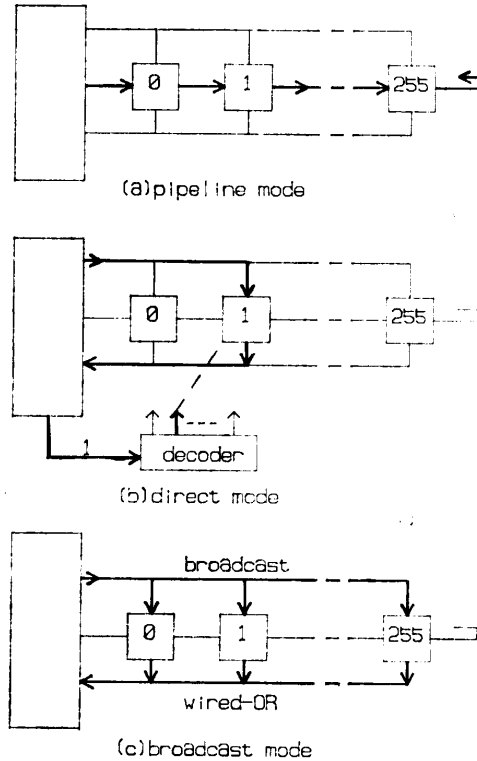 0 1 255
(a)pipeline mode
0 1 255
1
decoder
(b)direct mode
broadcast
0 1 255
wired-OR
(c)broadcast mode